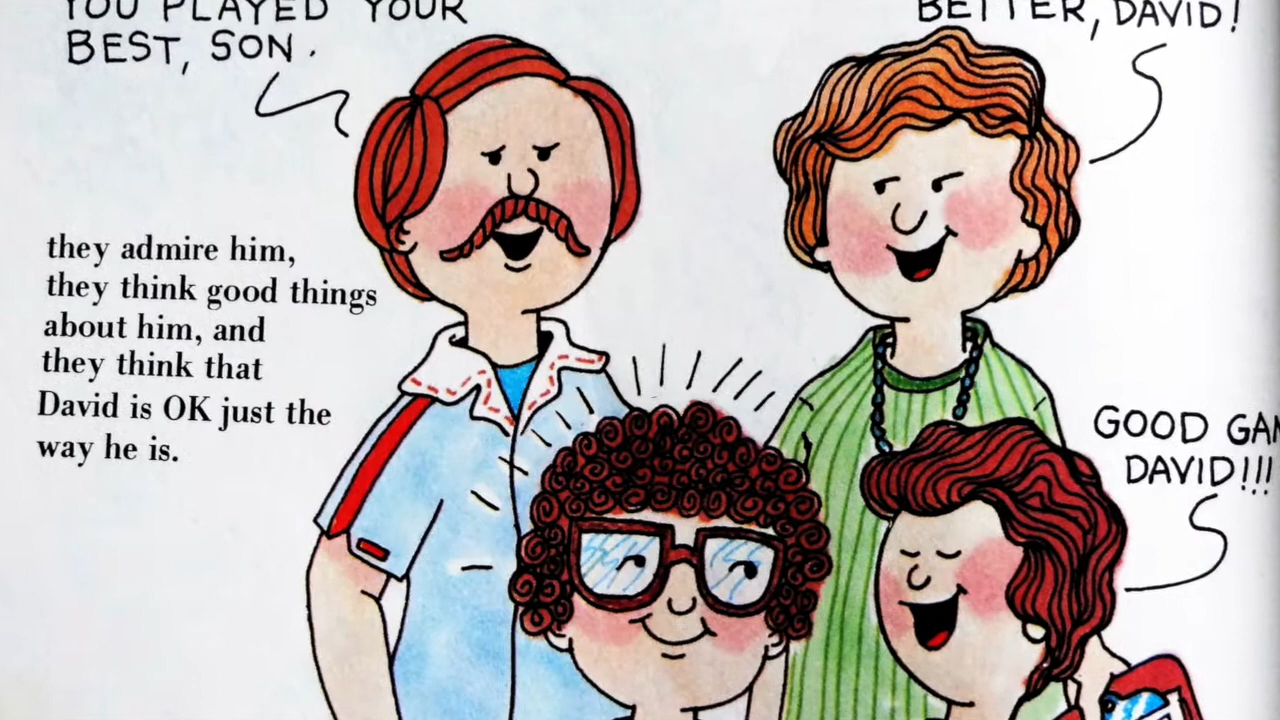 YOU PLAYED YOUR
BEST, SON.
BETTER, DAVID!
they admire him,
they think good things
about him, and
they think that
David is OK just the
way he is.
GOOD
DAVID!!!